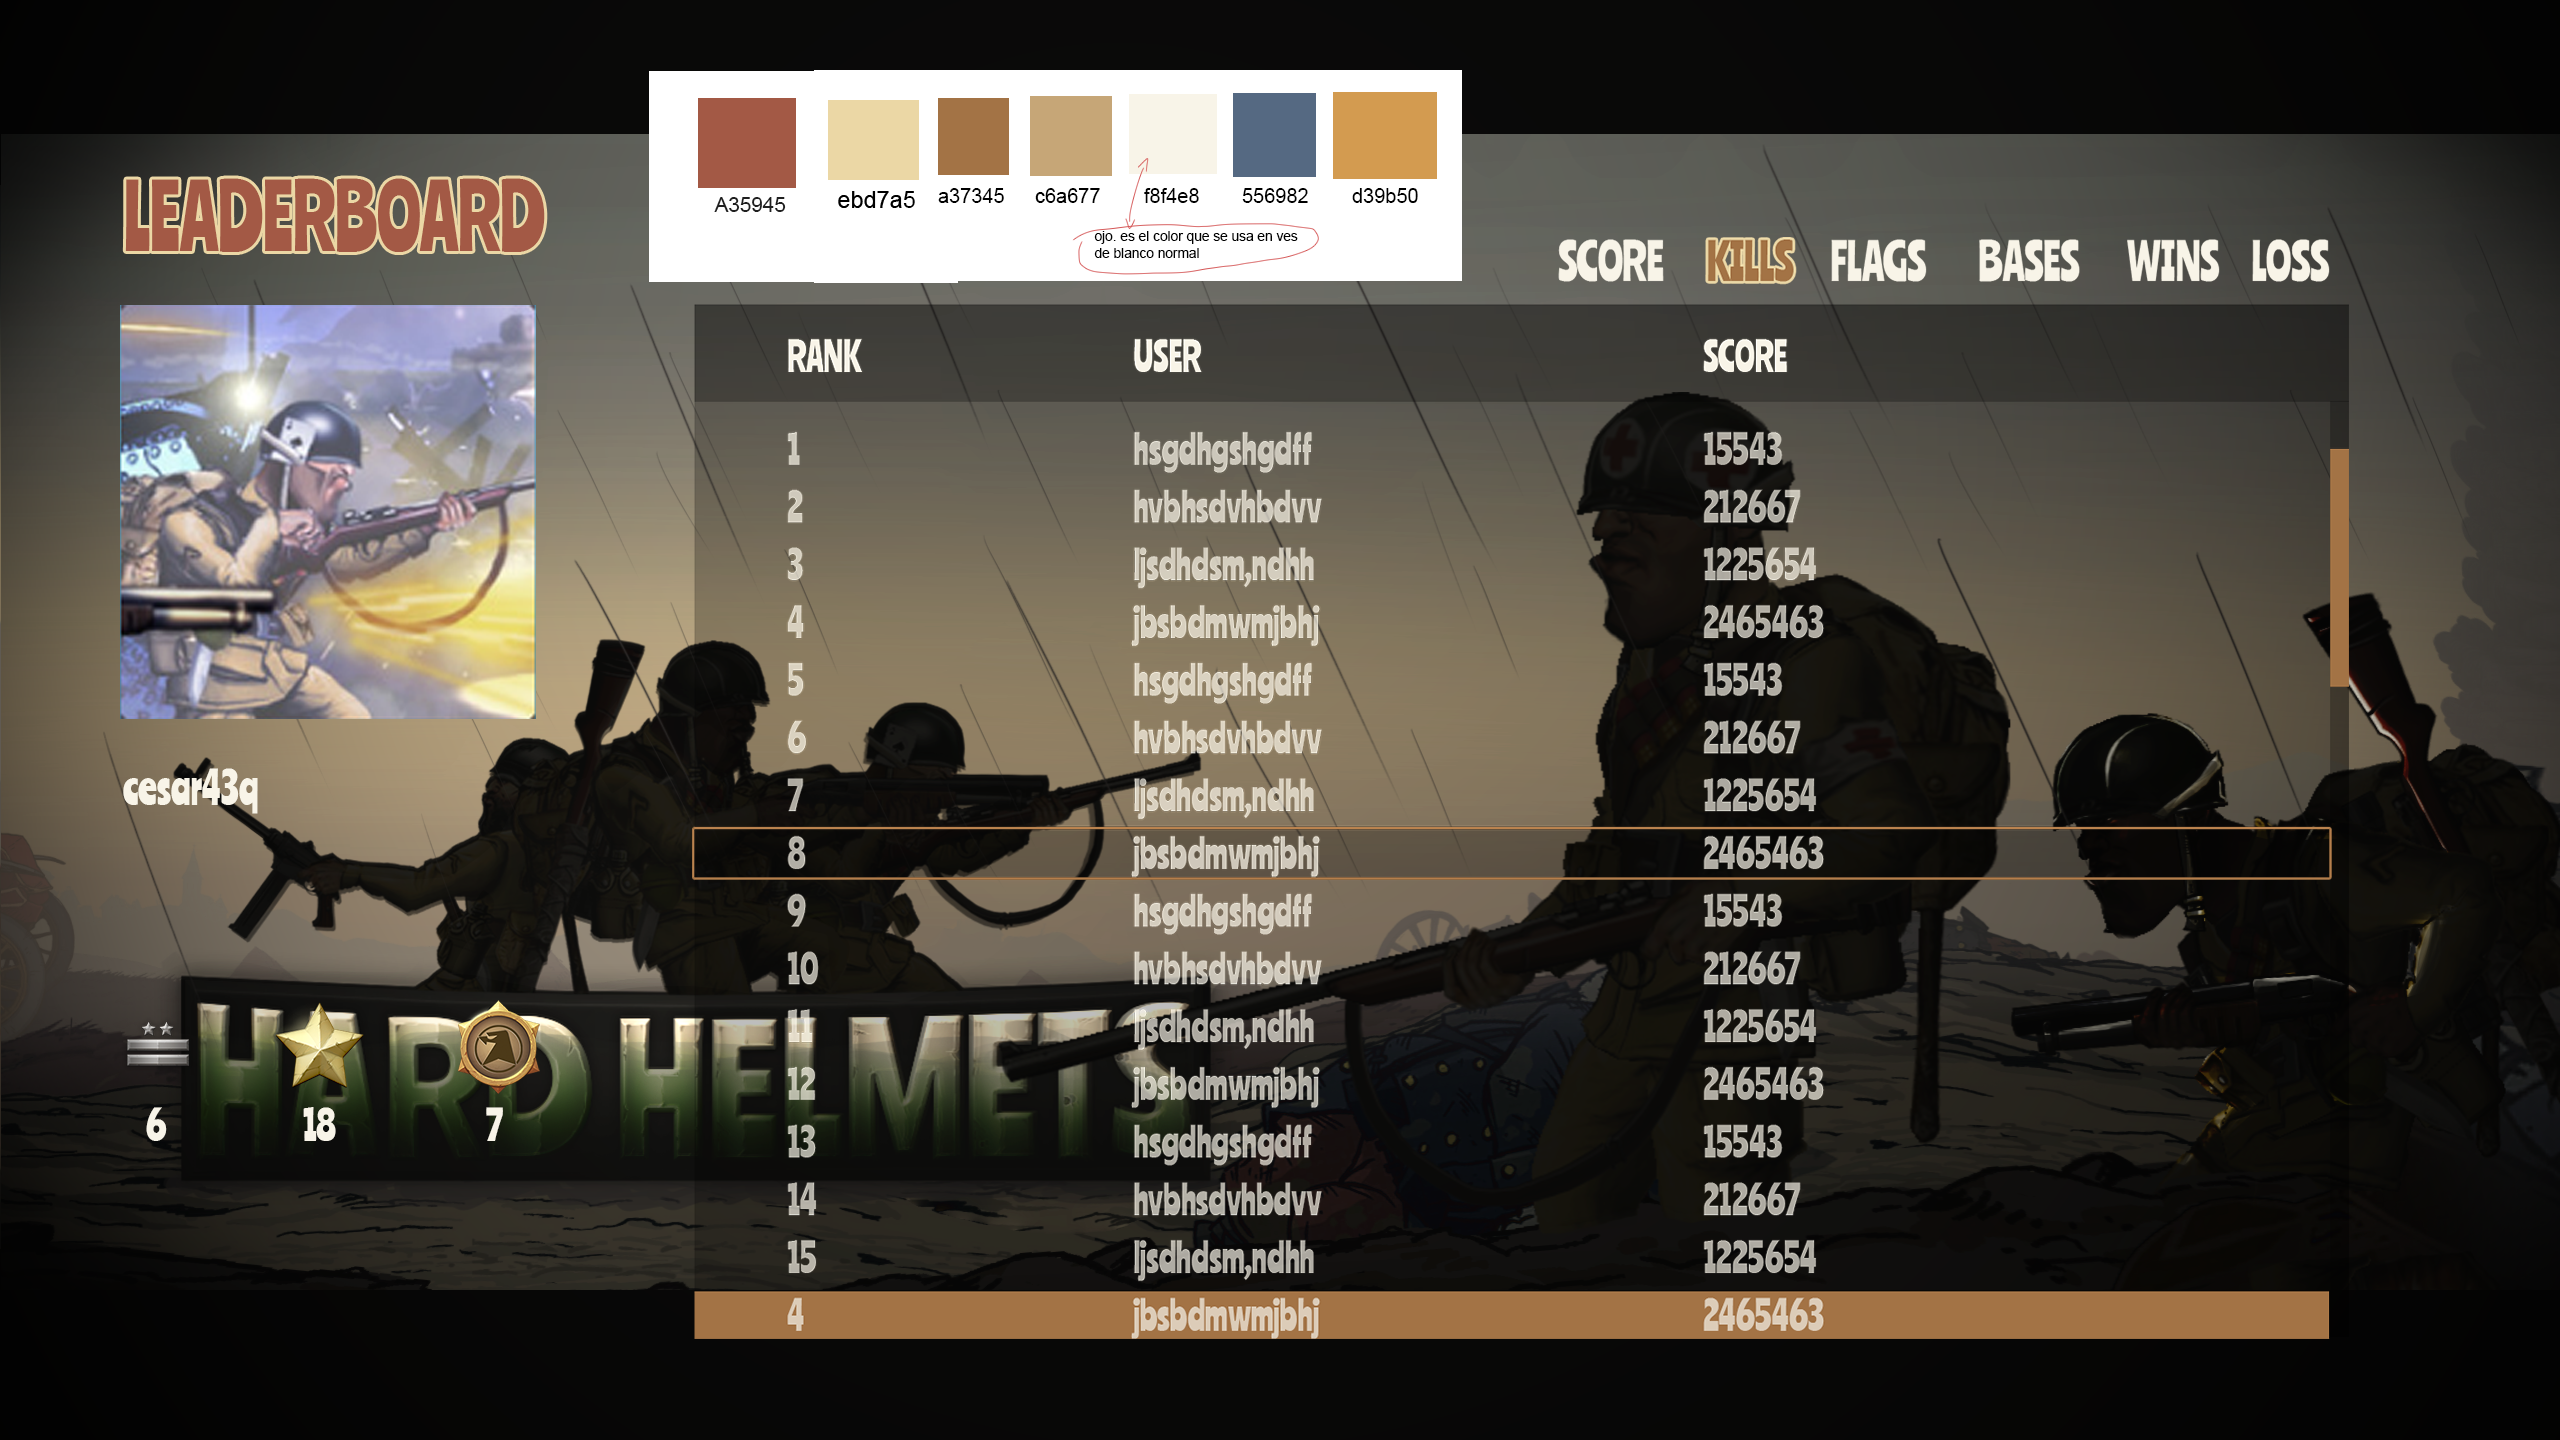 A35945 ebd7a5 a37345 c6a677 f8f4e8 556982 d39b50
ojo. es el color que se usa en ves
de blanco normal
LEADERBOARD
SCORE KILLS FLAGS BASES WINS LOSS
RANK USER SCORE
1 hsgdhgshgdff 15543
2 hvbhsdvhbdvv 212667
3 ljsdhdsm,ndhh 1225654
4 jbsbdmwmjbhj 2465463
5 hsgdhgshgdff 15543
6 hvbhsdvhbdvv 212667
7 ljsdhdsm,ndhh 1225654
8 jbsbdmwmjbhj 2465463
9 hsgdhgshgdff 15543
10 hvbhsdvhbdvv 212667
11 ljsdhdsm,ndhh 1225654
12 jbsbdmwmjbhj 2465463
13 hsgdhgshgdff 15543
14 hvbhsdvhbdvv 212667
15 ljsdhdsm,ndhh 1225654
4 jbsbdmwmjbhj 2465463
cesar43q
HARD HELMETS
6 18 7